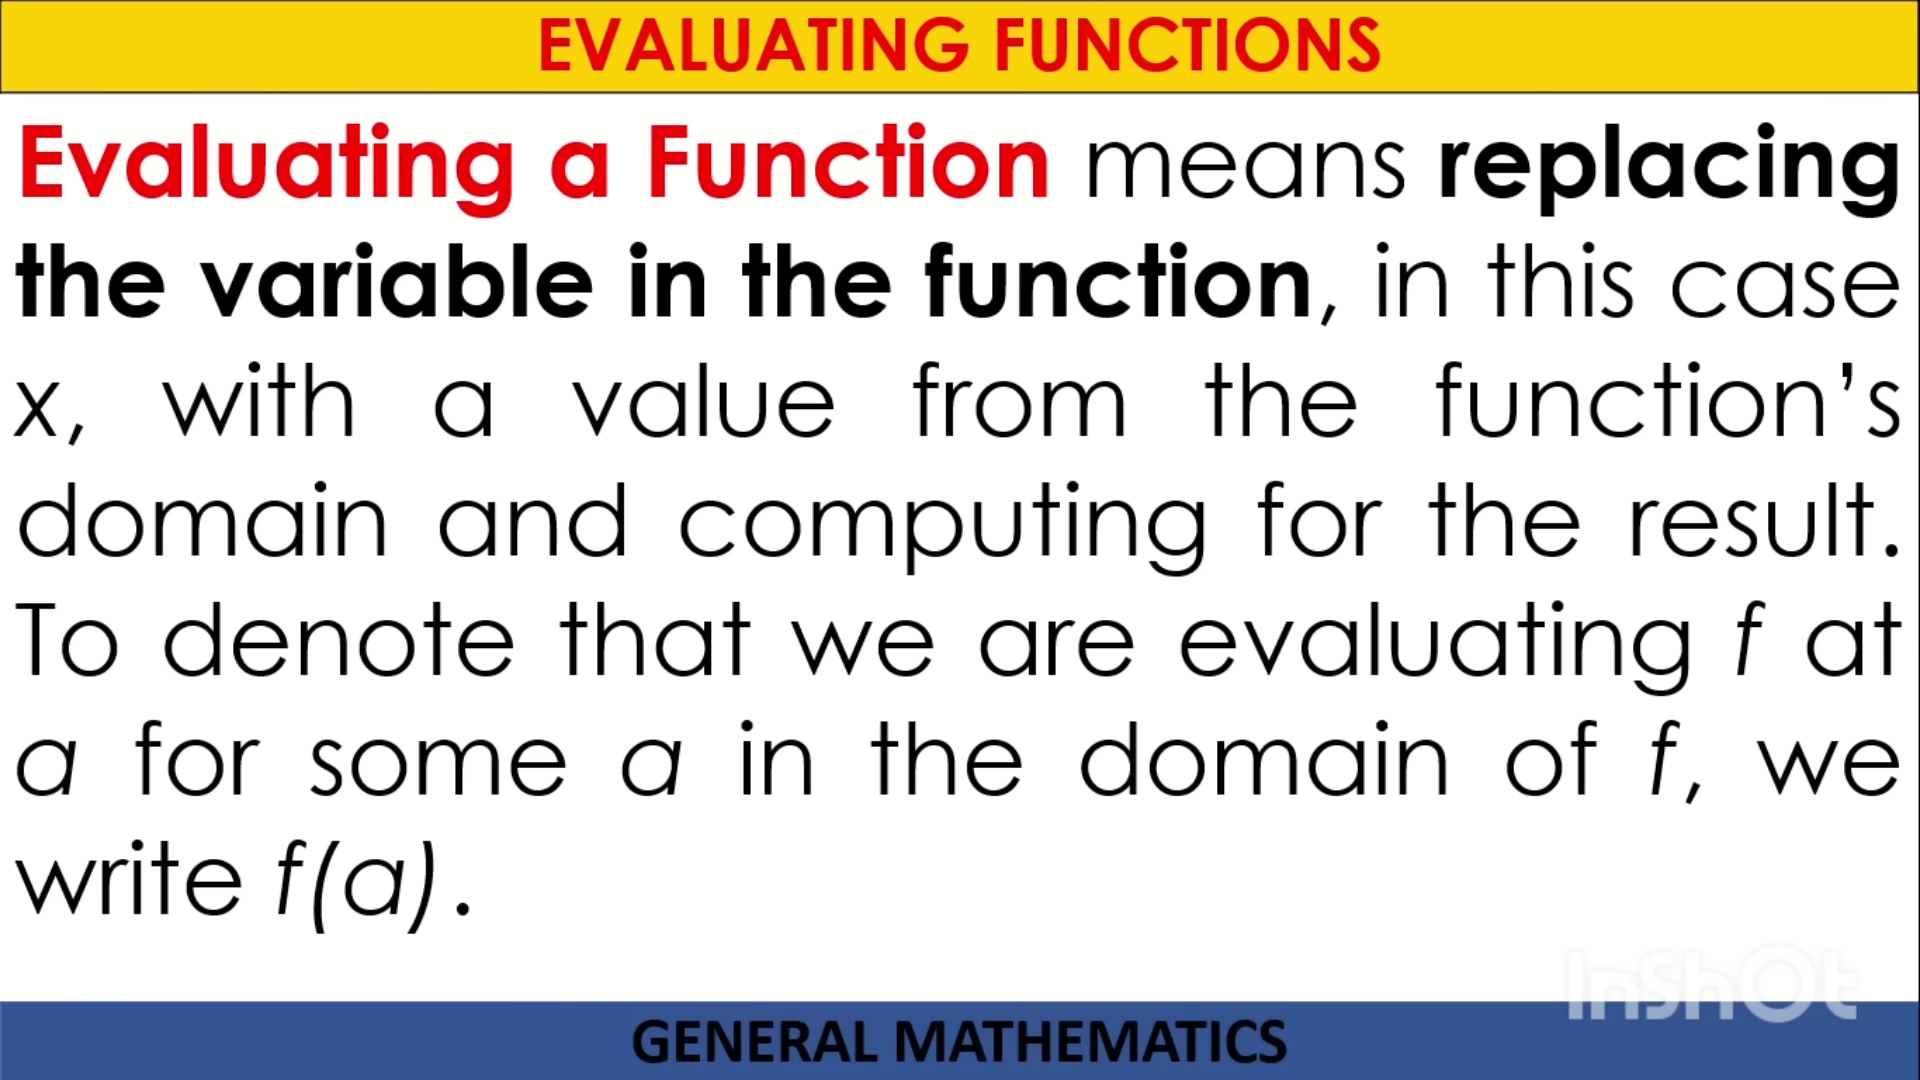 EVALUATING FUNCTIONS
Evaluating a Function means replacing
the variable in the function, in this case
x, with a value from the function’s
domain and computing for the result.
To denote that we are evaluating f at
a for some a in the domain of f, we
write f(a).
InShOt
GENERAL MATHEMATICS